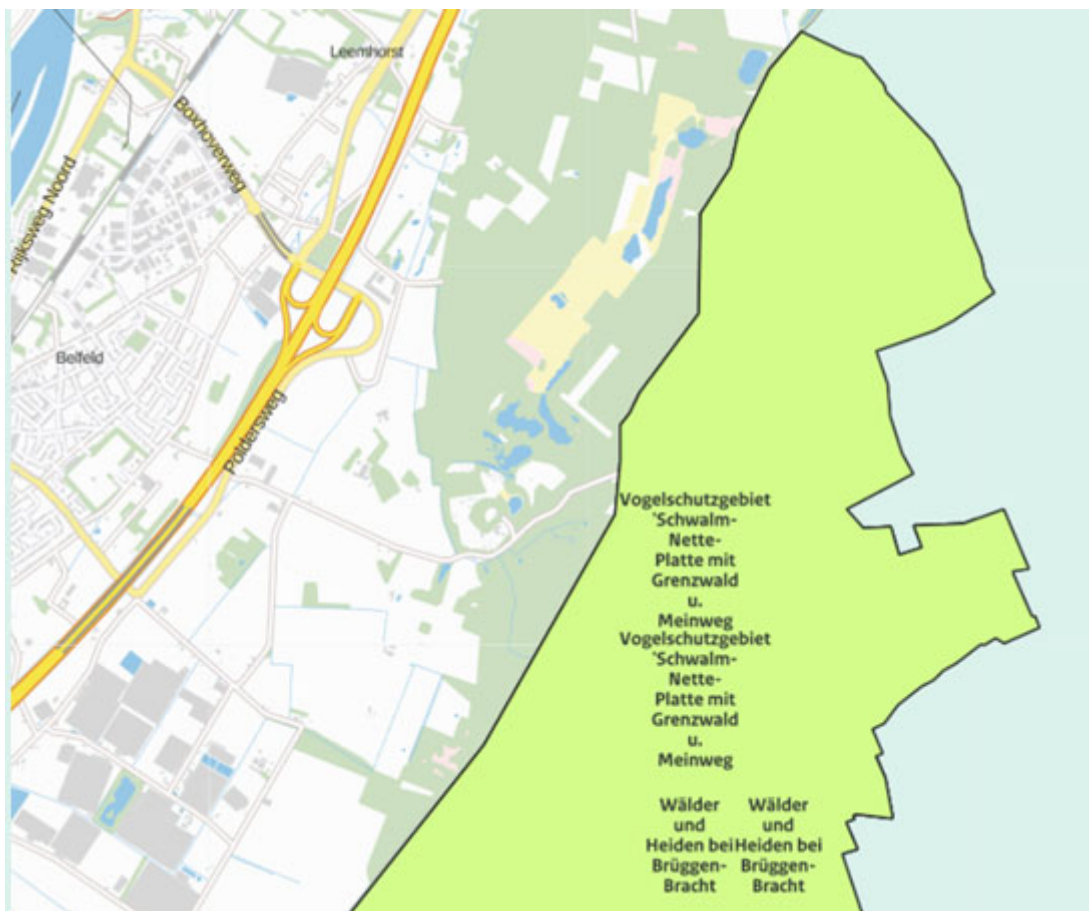 Leemhorst
Boxhoverweg
Rijksweg Noord
Belfeld
Poldersweg
Vogelschutzgebiet
'Schwalm-
Nette-
Platte mit
Grenzwald
u.
Meinweg
Vogelschutzgebiet
'Schwalm-
Nette-
Platte mit
Grenzwald
u.
Meinweg
Wälder Wälder
und und
Heiden bei Heiden bei
Brüggen- Brüggen-
Bracht Bracht